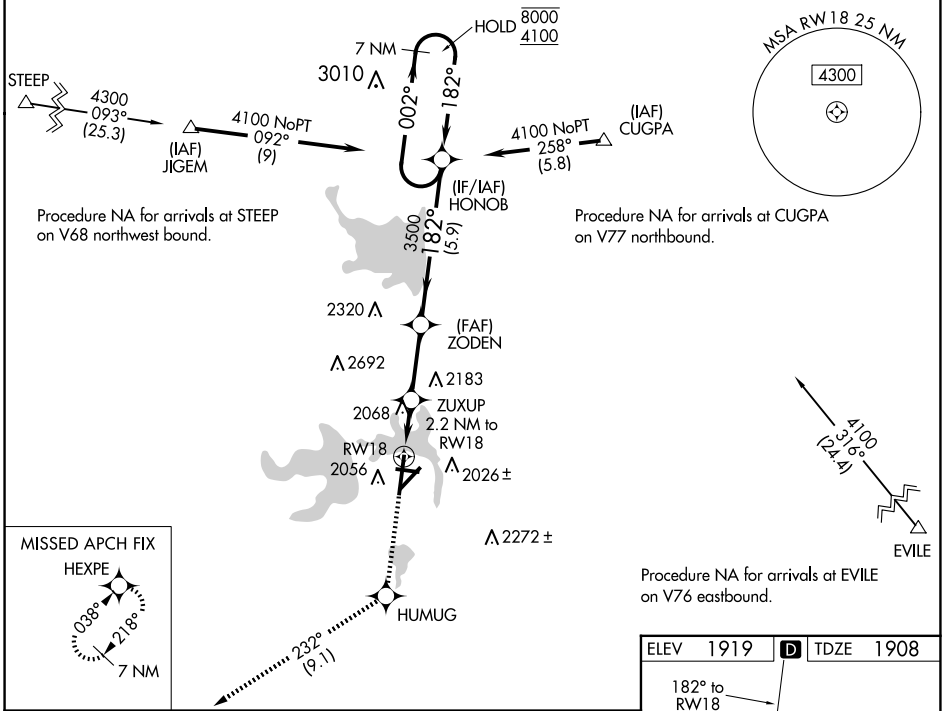 HOLD 8000
4100
7 NM
3010
002°
182°
MSA RW18 25 NM
4300
STEEP
4300
093°
(25.3)
(IAF)
JIGEM
4100 NoPT
092°
(9)
4100 NoPT
258°
(5.8)
(IAF)
CUGPA
(IF/IAF)
HONOB
Procedure NA for arrivals at STEEP
on V68 northwest bound.
Procedure NA for arrivals at CUGPA
on V77 northbound.
3500
182°
(5.9)
2320
(FAF)
ZODEN
2692
2183
2068
ZUXUP
2.2 NM to
RW18
RW18
2056
2026±
2272±
4100
316°
(24.4)
EVILE
Procedure NA for arrivals at EVILE
on V76 eastbound.
HUMUG
232°
(9.1)
MISSED APCH FIX
HEXPE
038°
218°
7 NM
ELEV 1919 D TDZE 1908
182° to
RW18